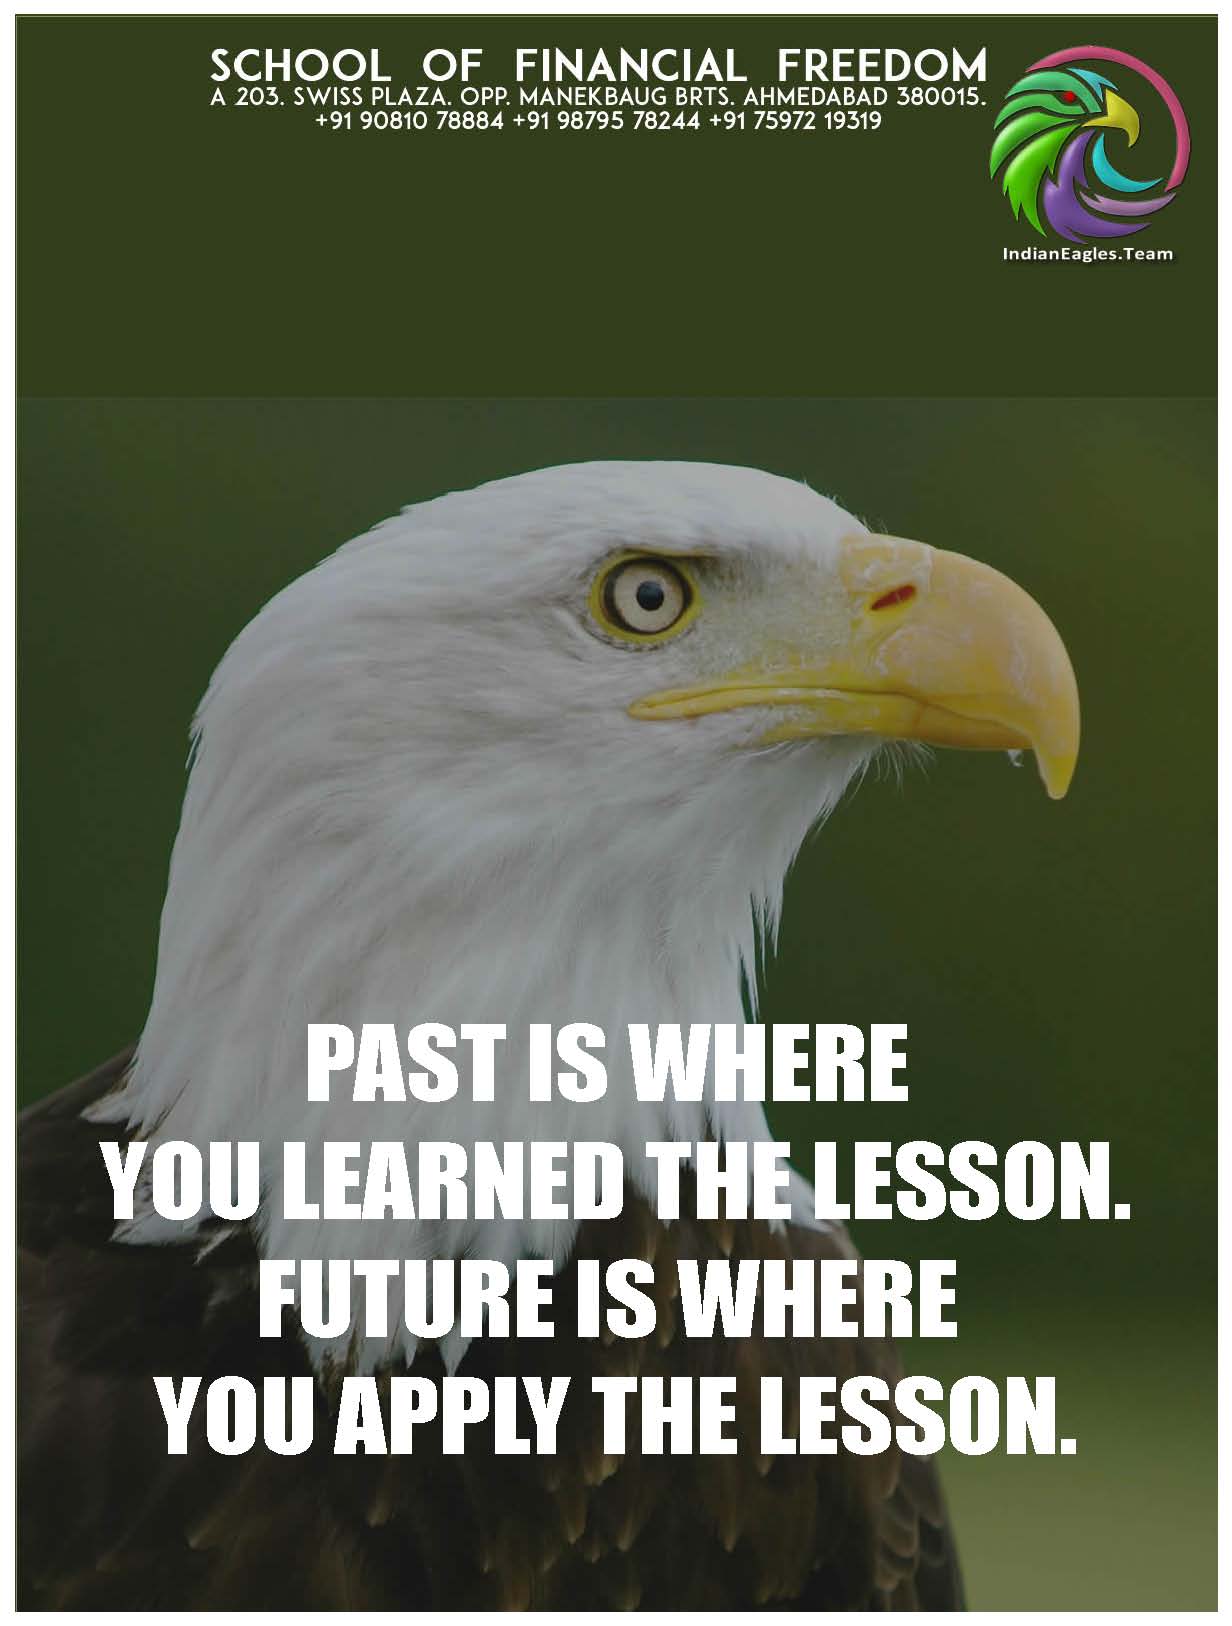 SCHOOL OF FINANCIAL FREEDOM
A 203. SWISS PLAZA. OPP. MANEKBAUG BRTS. AHMEDABAD 380015.
+91 90810 78884 +91 98795 78244 +91 75972 19319
IndianEagles.Team
PAST IS WHERE
YOU LEARNED THE LESSON.
FUTURE IS WHERE
YOU APPLY THE LESSON.